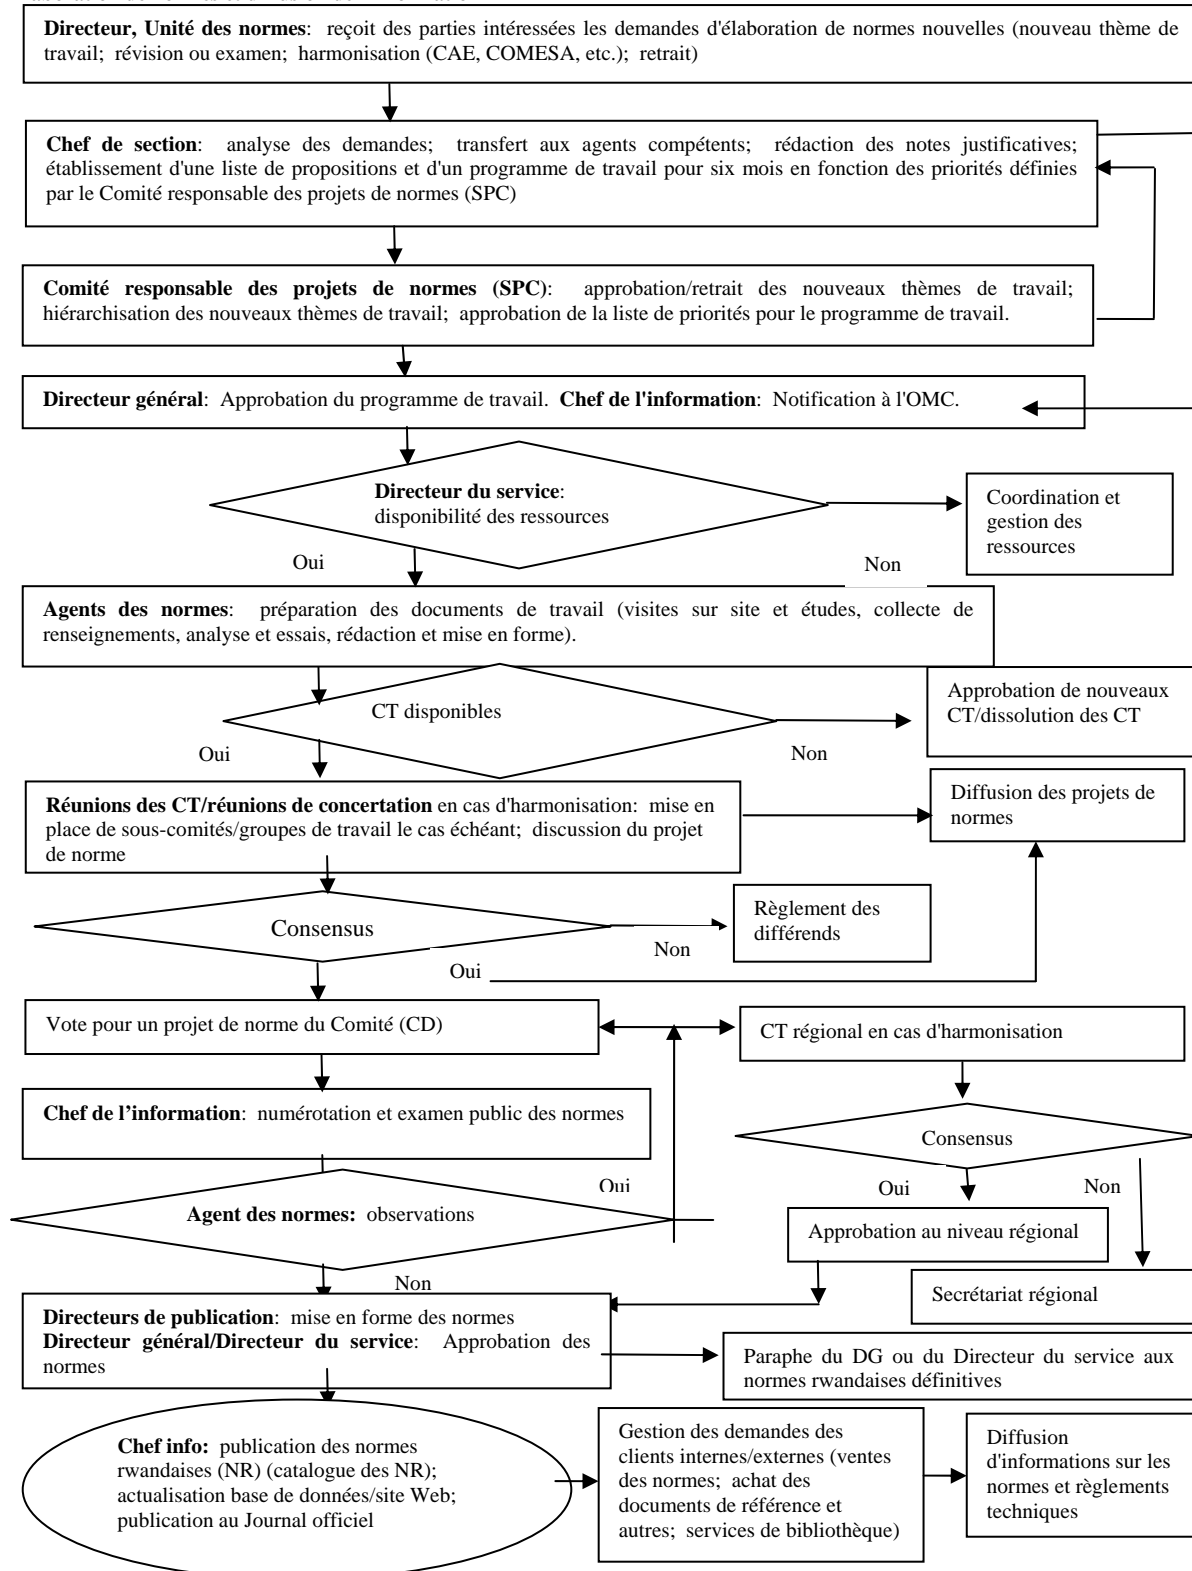 Directeur, Unité des normes: reçoit des parties intéressées les demandes d'élaboration de normes nouvelles (nouveau thème de
travail; révision ou examen; harmonisation (CAE, COMESA, etc.); retrait)
Chef de section: analyse des demandes; transfert aux agents compétents; rédaction des notes justificatives;
établissement d'une liste de propositions et d'un programme de travail pour six mois en fonction des priorités définies
par le Comité responsable des projets de normes (SPC)
Comité responsable des projets de normes (SPC): approbation/retrait des nouveaux thèmes de travail;
hiérarchisation des nouveaux thèmes de travail; approbation de la liste de priorités pour le programme de travail.
Directeur général: Approbation du programme de travail. Chef de l'information: Notification à l'OMC.
Directeur du service:
disponibilité des ressources
Coordination et
gestion des
ressources
Oui
Non
Agents des normes: préparation des documents de travail (visites sur site et études, collecte de
renseignements, analyse et essais, rédaction et mise en forme).
CT disponibles
Approbation de nouveaux
CT/dissolution des CT
Oui
Non
Réunions des CT/réunions de concertation en cas d'harmonisation: mise en
place de sous-comités/groupes de travail le cas échéant; discussion du projet
de norme
Diffusion des projets de
normes
Consensus
Règlement des
différends
Non
Oui
Vote pour un projet de norme du Comité (CD)
CT régional en cas d'harmonisation
Chef de l’information: numérotation et examen public des normes
Consensus
Oui
Oui
Non
Agent des normes: observations
Approbation au niveau régional
Non
Secrétariat régional
Directeurs de publication: mise en forme des normes
Directeur général/Directeur du service: Approbation des
normes
Paraphe du DG ou du Directeur du service aux
normes rwandaises définitives
Chef info: publication des normes
rwandaises (NR) (catalogue des NR);
actualisation base de données/site Web;
publication au Journal officiel
Gestion des demandes des
clients internes/externes (ventes
des normes; achat des
documents de référence et
autres; services de bibliothèque)
Diffusion
d'informations sur les
normes et règlements
techniques